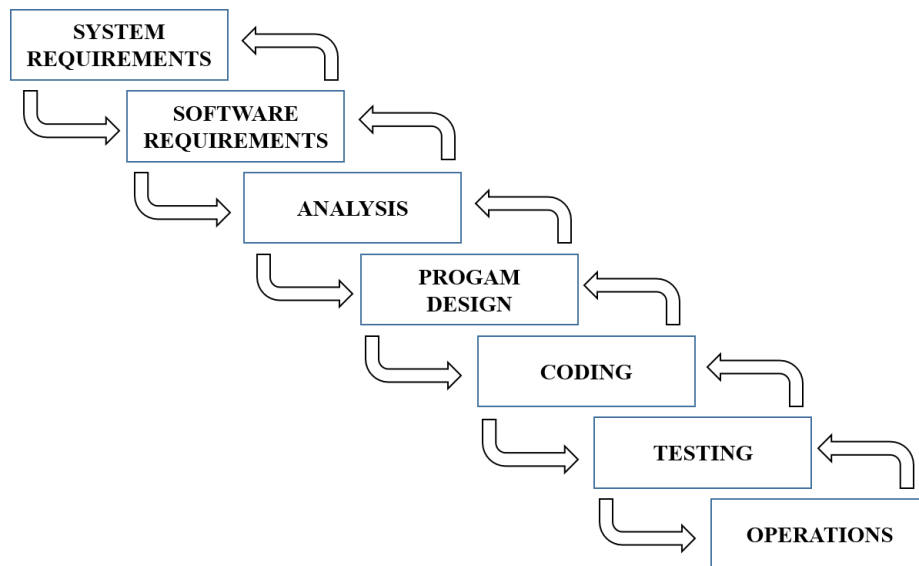 SYSTEM
REQUIREMENTS
SOFTWARE
REQUIREMENTS
ANALYSIS
PROGAM
DESIGN
CODING
TESTING
OPERATIONS